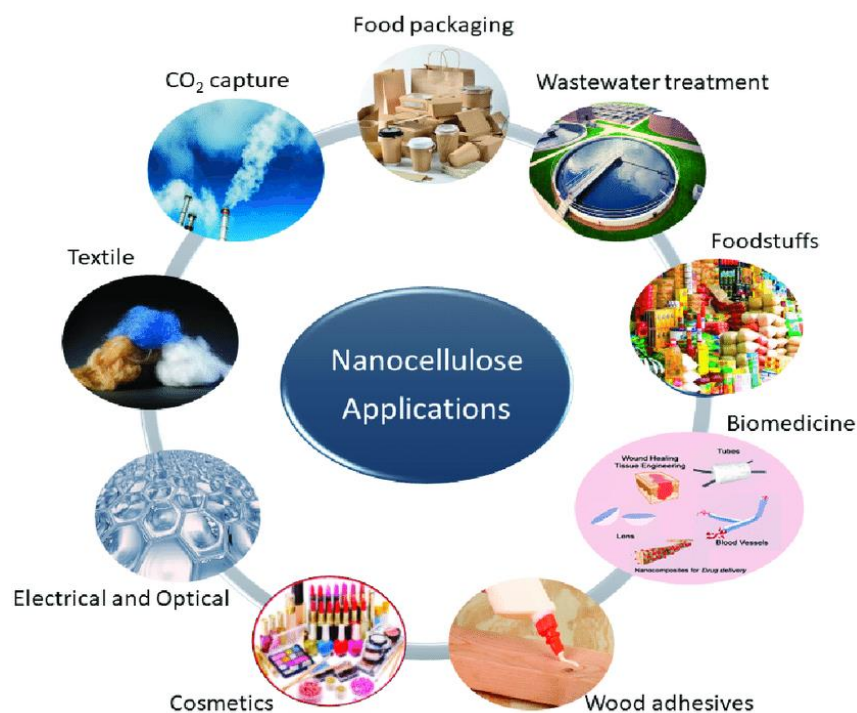 Food packaging
CO₂ capture
Wastewater treatment
Textile
Foodstuffs
Nanocellulose
Applications
Biomedicine
Wound Healing
Tissue Engineering
Tubes
Lens
Blood Vessels
Nanocomposites for Drug delivery
Electrical and Optical
Cosmetics
Wood adhesives